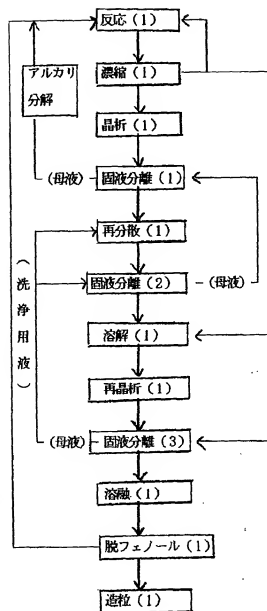 反応(1)
アルカリ
分解
濃縮(1)
晶析(1)
(母液)
固液分離(1)
再分散(1)
固液分離(2)
(母液)
(洗浄用液)
溶解(1)
再晶析(1)
(母液)
固液分離(3)
溶融(1)
脱フェノール(1)
造粒(1)